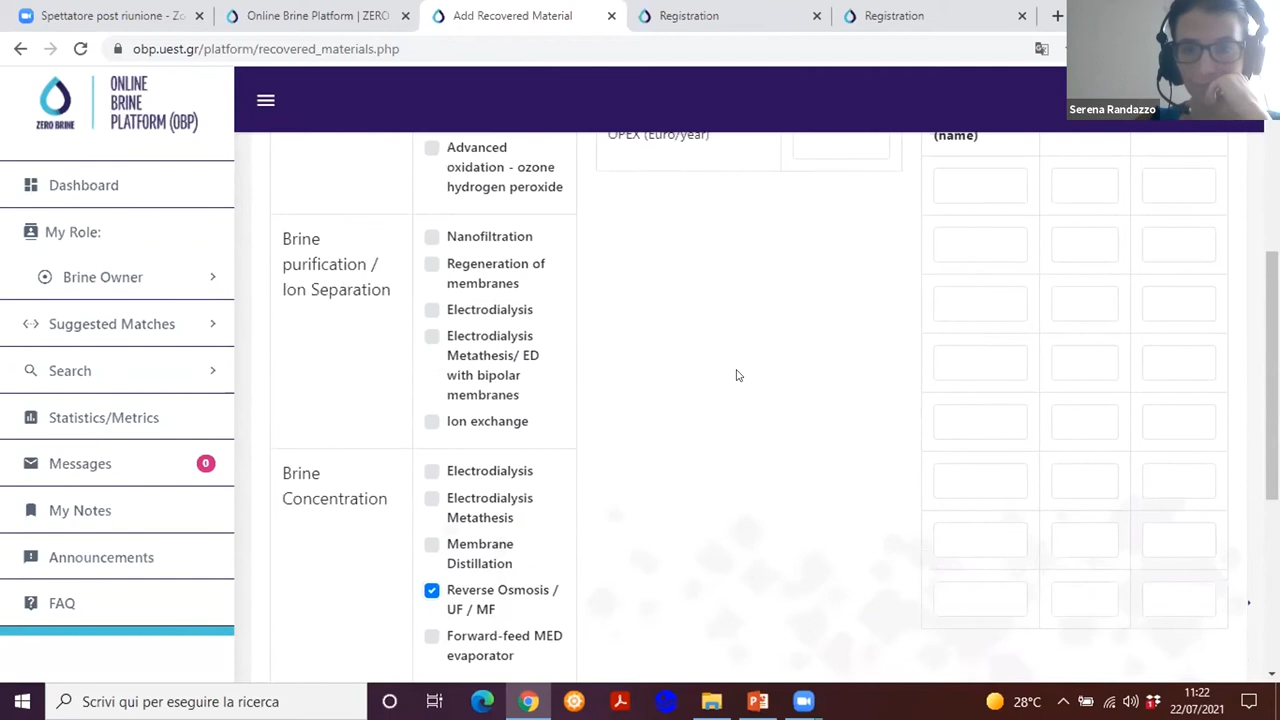 Spettatore post riunione - Zo
Online Brine Platform | ZERO
Add Recovered Material
Registration
Registration
obp.uest.gr/platform/recovered_materials.php
Serena Randazzo
ZERO BRINE
ONLINE
BRINE
PLATFORM (OBP)
Dashboard
My Role:
Brine Owner
Suggested Matches
Search
Statistics/Metrics
Messages
0
My Notes
Announcements
FAQ
Advanced
oxidation - ozone
hydrogen peroxide
Brine
purification /
Ion Separation
Nanofiltration
Regeneration of
membranes
Electrodialysis
Electrodialysis
Metathesis/ ED
with bipolar
membranes
Ion exchange
Brine
Concentration
Electrodialysis
Electrodialysis
Metathesis
Membrane
Distillation
Reverse Osmosis /
UF / MF
Forward-feed MED
evaporator
OPEX (Euro/year)
(name)
Scrivi qui per eseguire la ricerca
28°C
11:22
22/07/2021